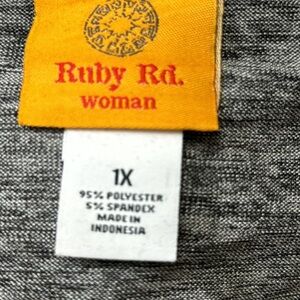 Ruby Rd.
woman
1X
95% POLYESTER
5% SPANDEX
MADE IN
INDONESIA